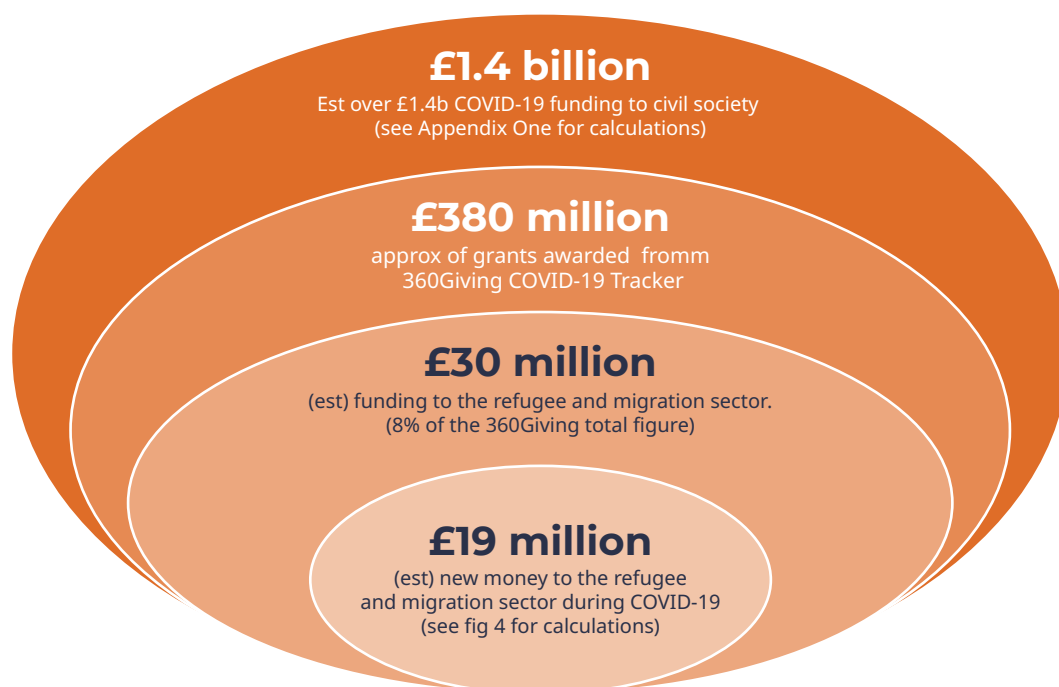 £1.4 billion
Est over £1.4b COVID-19 funding to civil society
(see Appendix One for calculations)
£380 million
approx of grants awarded  fromm
360Giving COVID-19 Tracker
£30 million
(est) funding to the refugee and migration sector.
(8% of the 360Giving total figure)
£19 million
(est) new money to the refugee
and migration sector during COVID-19
(see fig 4 for calculations)